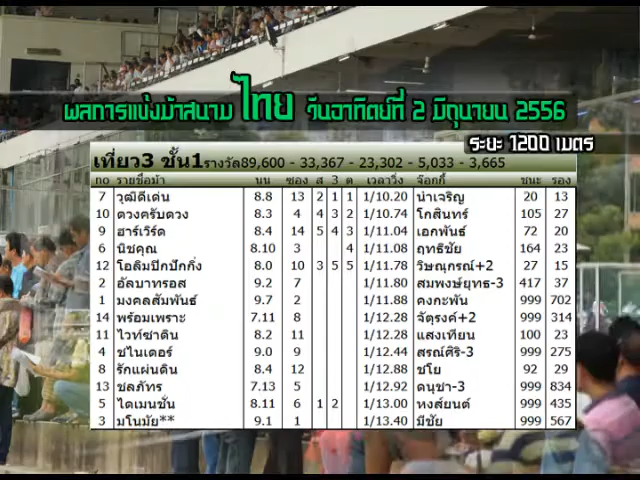 ผลการแข่งม้าสนาม ไทย วันอาทิตย์ที่ 2 มิถุนายน 2556
ระยะ 1200 เมตร
เที่ยว3 ชั้น1รางวัล89,600 - 33,367 - 23,302 - 5,033 - 3,665
no รายชื่อม้า นน ซอง ส 3 ต เวลาวิ่ง จ๊อกกี้ ชนะ รอง
7 วุฒิดีเด่น 8.8 13 2 1 1 1/10.20 นำเจริญ 20 13
10 ดวงครับดวง 8.3 4 4 3 2 1/10.74 โกสินทร์ 105 27
9 ฮาร์เวิร์ด 8.4 14 5 4 3 1/11.04 เอกพันธ์ 72 20
6 นิชคุณ 8.10 3 4 1/11.08 ฤทธิชัย 164 23
12 โอลิมปิกปักกิ่ง 8.0 10 3 5 5 1/11.78 วิษณุกรณ์+2 27 15
2 อัลบาทรอส 9.2 7 1/11.80 สมพงษ์ยุทธ-3 417 37
1 มงคลสัมพันธ์ 9.7 2 1/11.88 คงกะพัน 999 702
14 พร้อมเพราะ 7.11 8 1/12.28 จัตุรงค์+2 999 314
11 ไวท์ซาติน 8.2 11 1/12.28 แสงเทียน 100 23
4 ชไนเดอร์ 9.0 9 1/12.44 สรณ์ศิริ-3 999 275
8 รักแผ่นดิน 8.4 12 1/12.88 ชโย 92 29
13 ชลภัทร 7.13 5 1/12.92 ดนุชา-3 999 834
5 ไดเมนชั่น 8.11 6 1 2 1/13.00 หงส์ยนต์ 999 435
3 มโนมัย** 9.1 1 1/13.40 มีชัย 999 567